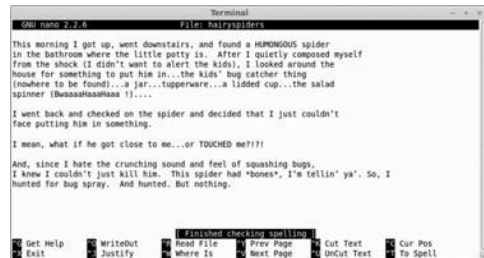 Terminal
GNU nano 2.2.6 File: hairyspiders
This morning I got up, went downstairs, and found a HUMONGOUS spider
in the bathroom where the little potty is. After I quietly composed myself
from the shock (I didn't want to alert the kids), I looked around the
house for something to put him in...the kids' bug catcher thing
(nowhere to be found)...a jar...tupperware...a lidded cup...the salad
spinner (BwaaaaHaaaHaaa !)....
I went back and checked on the spider and decided that I just couldn't
face putting him in something.
I mean, what if he got close to me...or TOUCHED me?!?!
And, since I hate the crunching sound and feel of squashing bugs,
I knew I couldn't just kill him. This spider had *bones*, I'm tellin' ya'. So, I
hunted for bug spray. And hunted. But nothing.
[ Finished checking spelling ]
^G Get Help ^O WriteOut ^R Read File ^Y Prev Page ^K Cut Text ^C Cur Pos
^X Exit ^J Justify ^W Where Is ^V Next Page ^U UnCut Text ^T To Spell